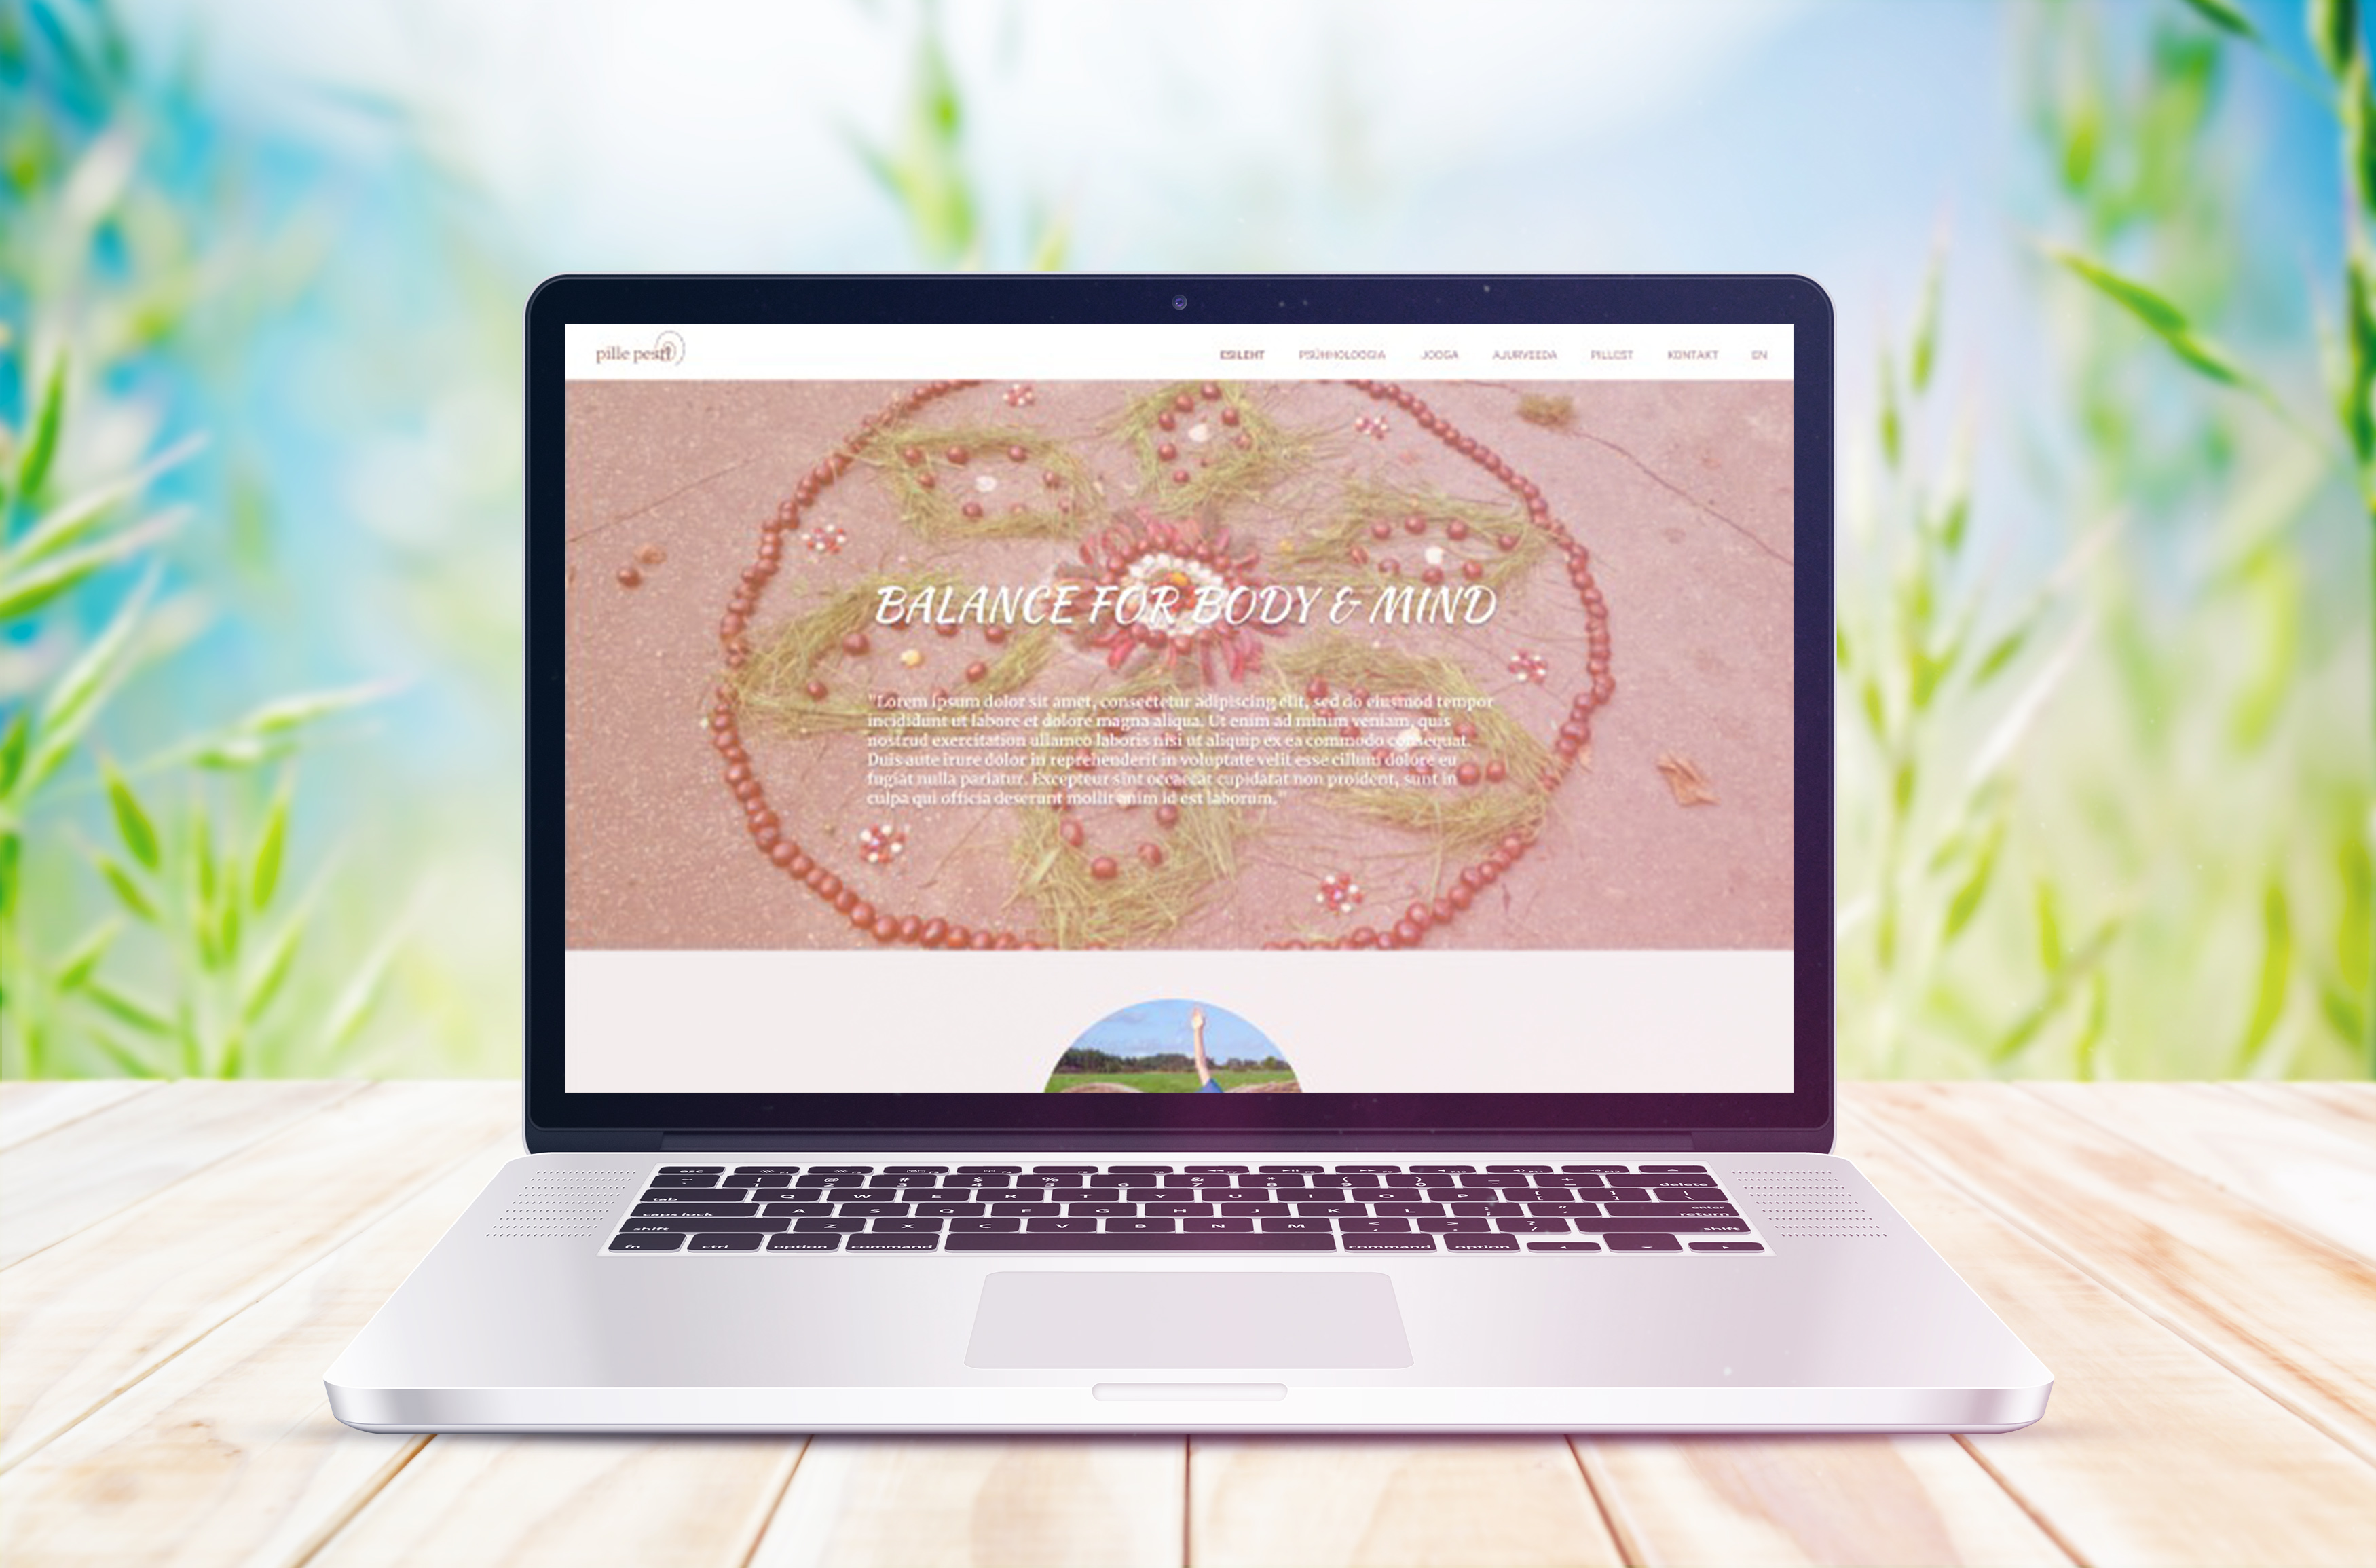 pille pesti
ESILEHT PSÜHHOLOOGIA JOOGA AJURVEEDA PILLEST KONTAKT EN
BALANCE FOR BODY & MIND
"Lorem ipsum dolor sit amet, consectetur adipiscing elit, sed do eiusmod tempor
incididunt ut labore et dolore magna aliqua. Ut enim ad minim veniam, quis
nostrud exercitation ullamco laboris nisi ut aliquip ex ea commodo consequat.
Duis aute irure dolor in reprehenderit in voluptate velit esse cillum dolore eu
fugiat nulla pariatur. Excepteur sint occaecat cupidatat non proident, sunt in
culpa qui officia deserunt mollit anim id est laborum."
esc
delete
tab Q W E R T Y U I O P
caps lock A S Q F G H J K L enter
return
shift Z X C V B N M shift
fn ctrl option command command option